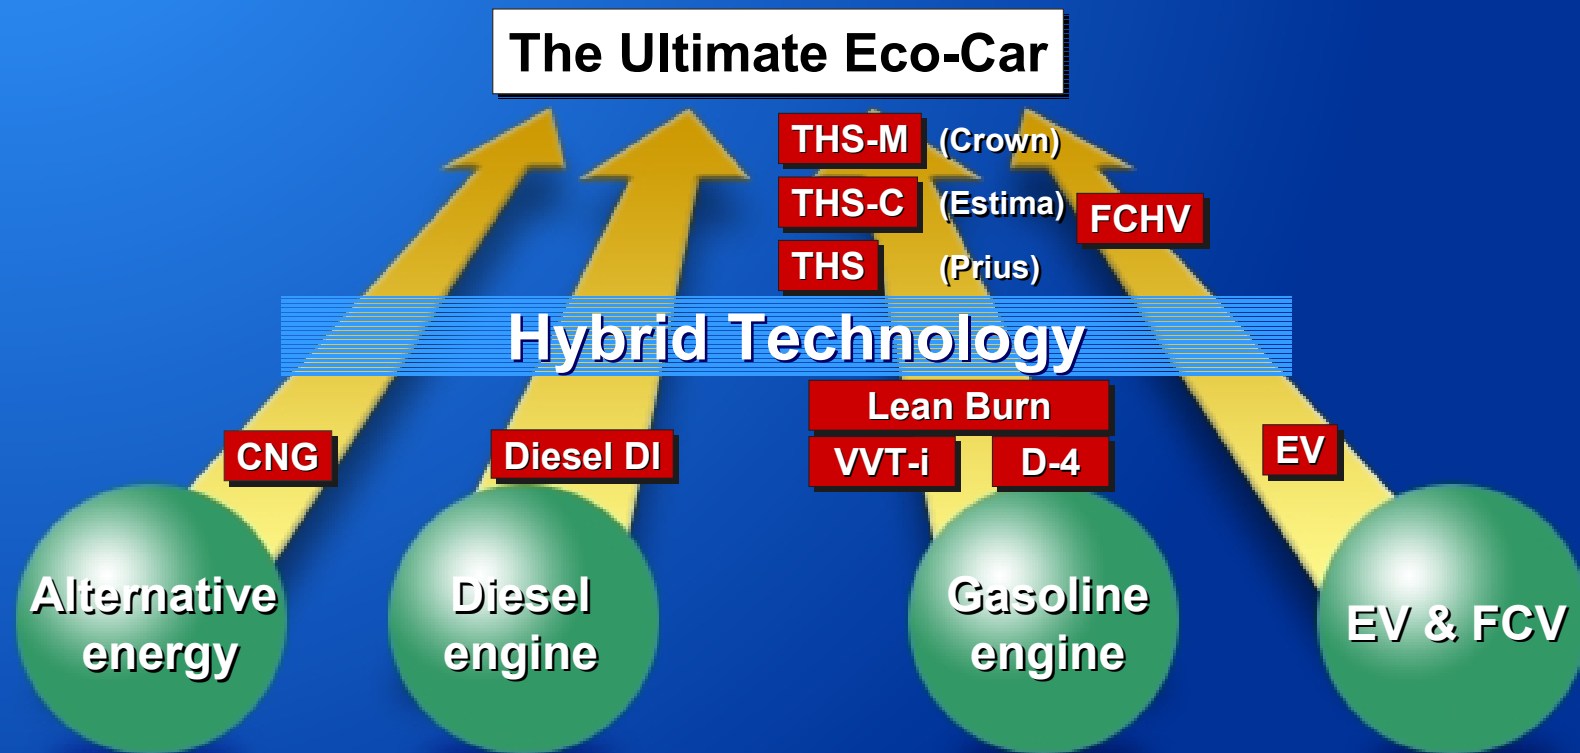 The Ultimate Eco-Car
THS-M (Crown)
THS-C (Estima)
FCHV
THS (Prius)
Hybrid Technology
Lean Burn
CNG
Diesel DI
VVT-i
D-4
EV
Alternative
energy
Diesel
engine
Gasoline
engine
EV & FCV